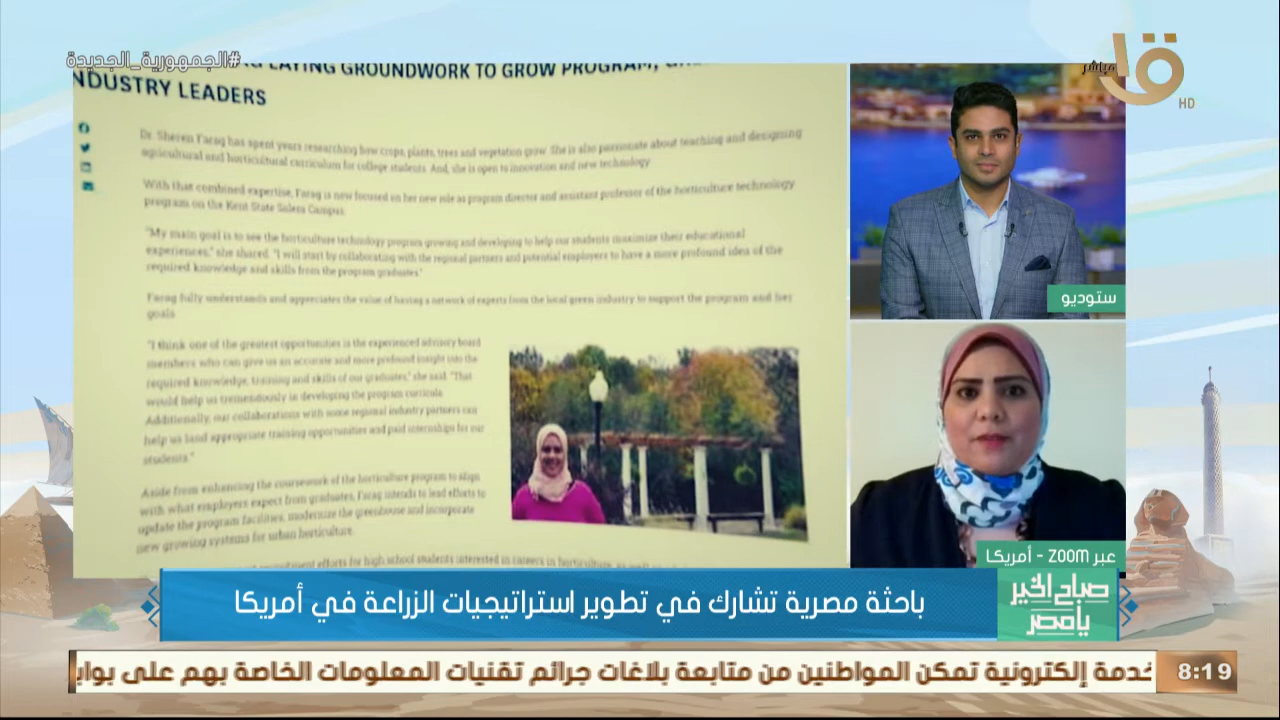 #الجمهورية_الجديدة
مباشر
HD
LAYING GROUNDWORK TO GROW PROGRAM,
INDUSTRY LEADERS
Dr. Sheren Farag has spent years researching how crops, plants, trees and vegetation grow. She is also passionate about teaching and designing
agricultural and horticultural curriculum for college students. And, she is open to innovation and new technology.
With that combined expertise, Farag is now focused on her new role as program director and assistant professor of the horticulture technology
program on the Kent State Salem Campus.
"My main goal is to see the horticulture technology program growing and developing to help our students maximize their educational
experiences," she shared. "I will start by collaborating with the regional partners and potential employers to have a more profound idea of the
required knowledge and skills from the program graduates."
Farag fully understands and appreciates the value of having a network of experts from the local green industry to support the program and her
goals.
"I think one of the greatest opportunities is the experienced advisory board
members who can give us an accurate and more profound insight into the
required knowledge, training and skills of our graduates," she said. "That
would help us tremendously in developing the program curricula.
Additionally, our collaborations with some regional industry partners can
help us land appropriate training opportunities and paid internships for our
students."
Aside from enhancing the coursework of the horticulture program to align
with what employers expect from graduates, Farag intends to lead efforts to
update the program facilities, modernize the greenhouse and incorporate
new growing systems for urban horticulture.
recruitment efforts for high school students interested in careers in horticulture,
ستوديو
عبر ZOOM - أمريكا
صباح الخير
يا مصر
باحثة مصرية تشارك في تطوير استراتيجيات الزراعة في أمريكا
خدمة إلكترونية تمكن المواطنين من متابعة بلاغات جرائم تقنيات المعلومات الخاصة بهم على بوابـ
8:19